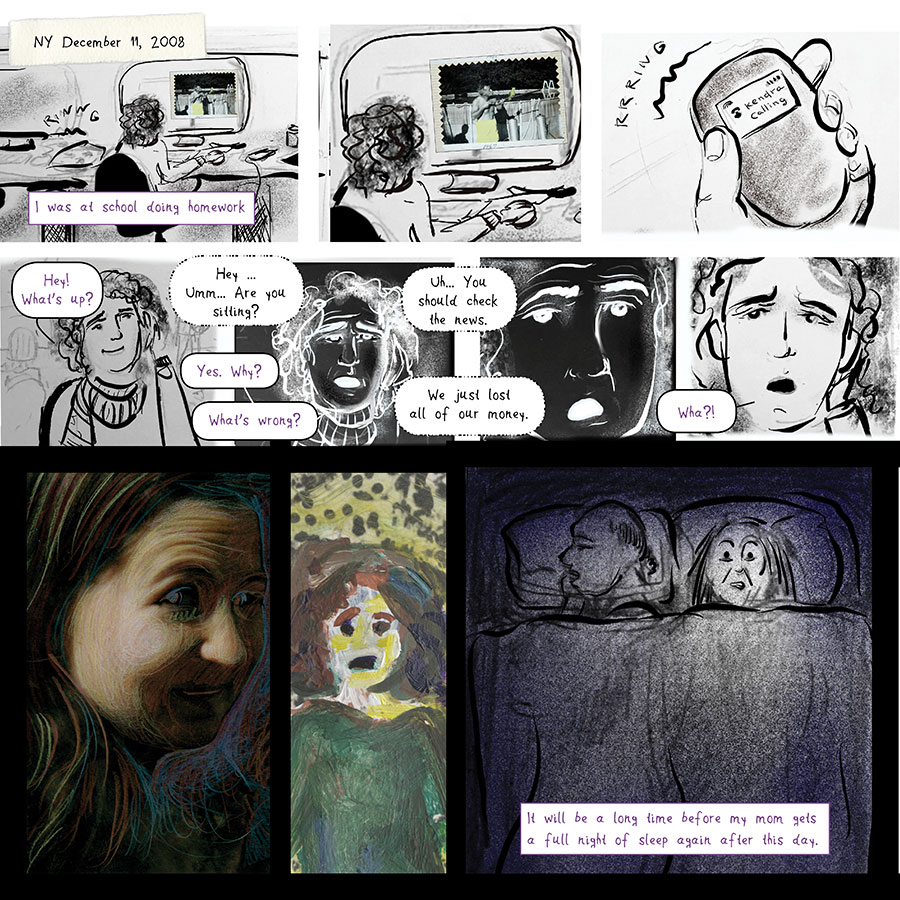 NY December 11, 2008
RINNG
I was at school doing homework
1967
RRRING
Kendra
Calling
Hey!
What's up?
Hey ...
Umm... Are you
sitting?
Yes. Why?
What's wrong?
Uh... You
should check
the news.
We just lost
all of our money.
Wha?!
It will be a long time before my mom gets
a full night of sleep again after this day.